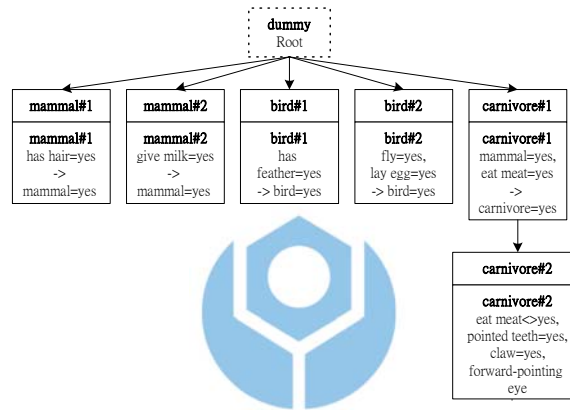 dummy
Root
mammal#1
mammal#1
has hair=yes
->
mammal=yes
mammal#2
mammal#2
give milk=yes
->
mammal=yes
bird#1
bird#1
has
feather=yes
-> bird=yes
bird#2
bird#2
fly=yes,
lay egg=yes
-> bird=yes
carnivore#1
carnivore#1
mammal=yes,
eat meat=yes
->
carnivore=yes
carnivore#2
carnivore#2
eat meat<>yes,
pointed teeth=yes,
claw=yes,
forward-pointing
eye